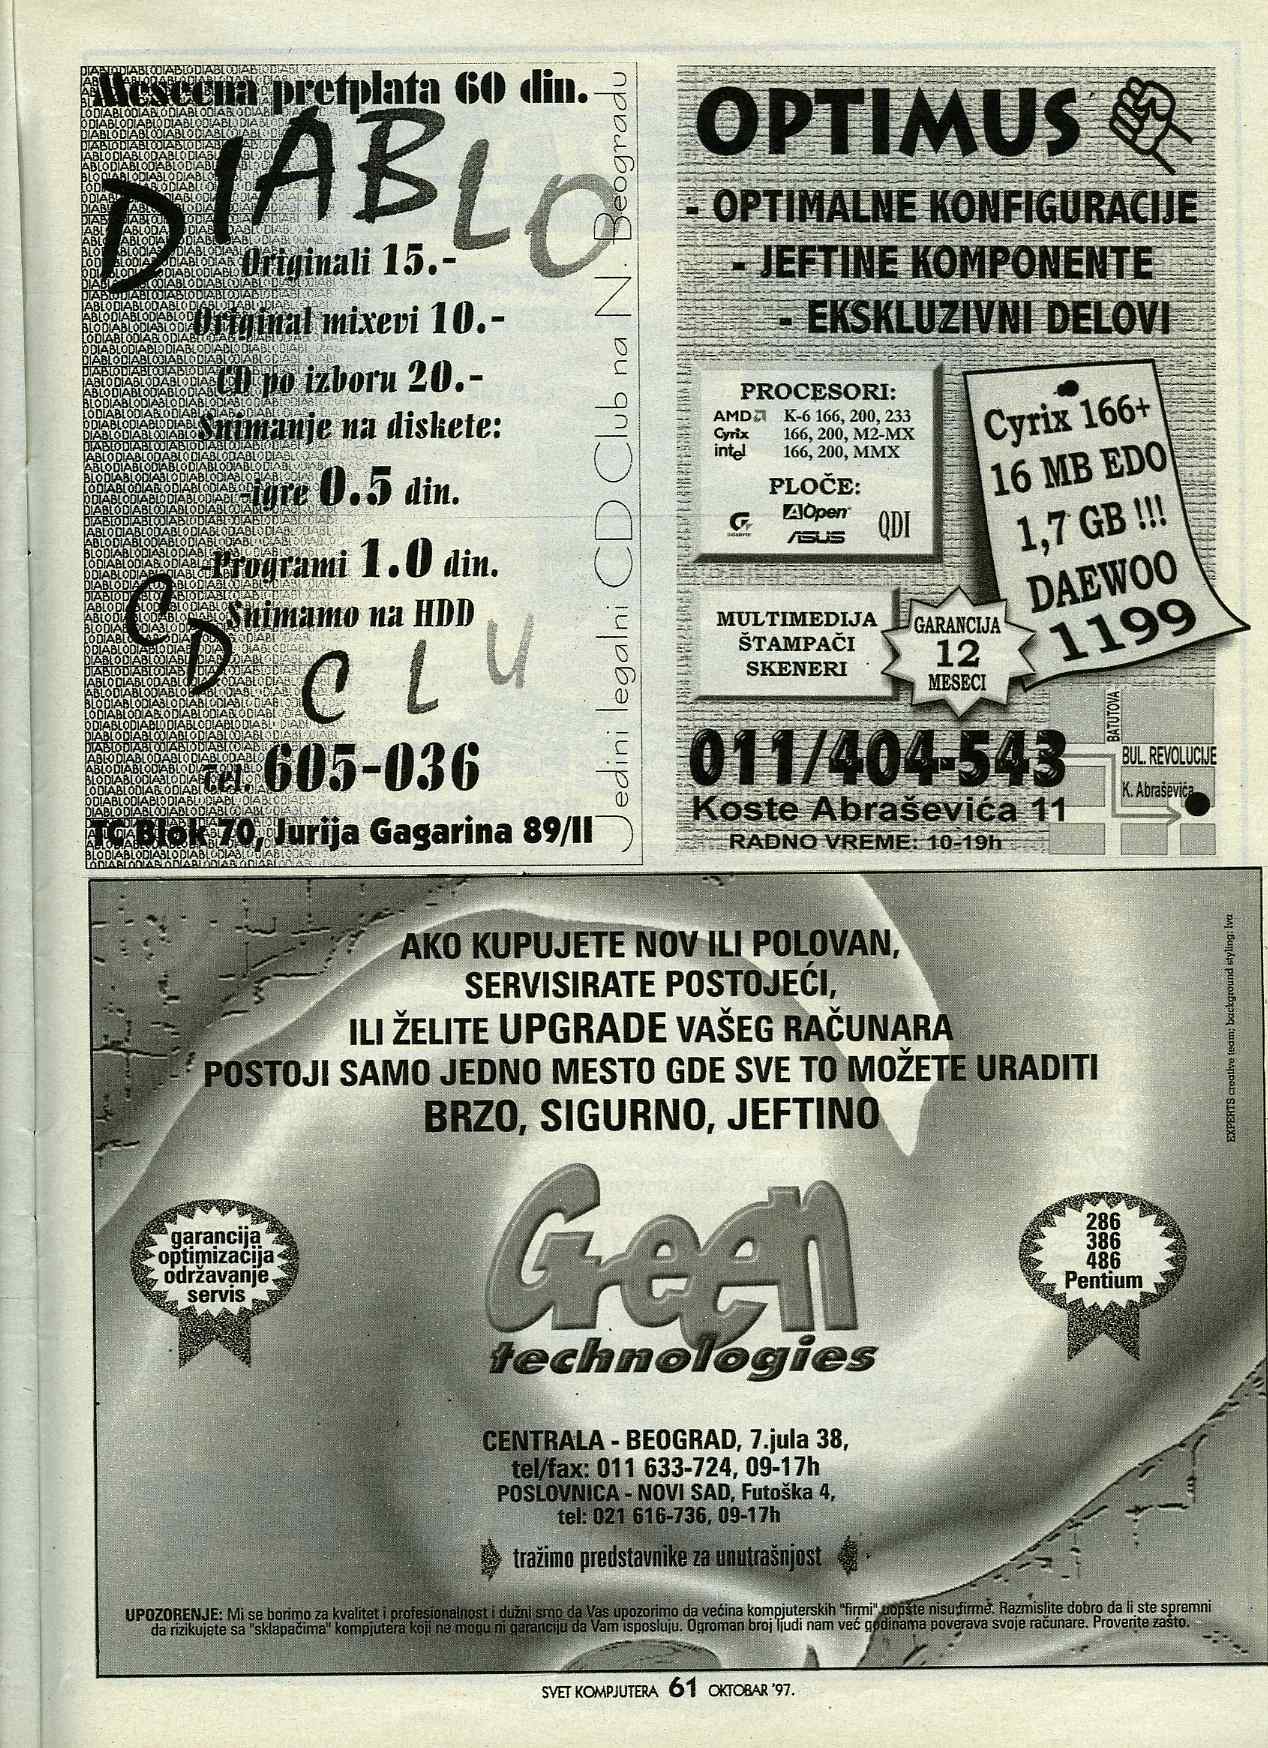 Mesecna pretplata 60 din.
DIABLO
Originali 15.-
Original mixevi 10.-
CD po izboru 20.-
Snimanje na diskete:
-igre 0.5 din.
-Programi 1.0 din.
Snimamo na HDD
CD CLU
Tel. 605-036
TC Blok 70, Jurija Gagarina 89/II
Jedini legalni CD Club na N. Beogradu
OPTIMUS
- OPTIMALNE KONFIGURACIJE
- JEFTINE KOMPONENTE
- EKSKLUZIVNI DELOVI
PROCESORI:
AMD K-6 166, 200, 233
Cyrix 166, 200, M2-MX
intel 166, 200, MMX
PLOČE:
GIGABYTE AOpen ASUS QDI
Cyrix 166+
16 MB EDO
1,7 GB !!!
DAEWOO
1199
MULTIMEDIJA
ŠTAMPAČI
SKENERI
GARANCIJA
12
MESECI
011/404-543
Koste Abraševića 11
RADNO VREME: 10-19h
BATUTOVA
BUL. REVOLUCIJE
K. Abraševića
AKO KUPUJETE NOV ILI POLOVAN,
SERVISIRATE POSTOJEĆI,
ILI ŽELITE UPGRADE VAŠEG RAČUNARA
POSTOJI SAMO JEDNO MESTO GDE SVE TO MOŽETE URADITI
BRZO, SIGURNO, JEFTINO
EXPERTS creative team; background styling: Iva
garancija
optimizacija
održavanje
servis
Green
technologies
286
386
486
Pentium
CENTRALA - BEOGRAD, 7.jula 38,
tel/fax: 011 633-724, 09-17h
POSLOVNICA - NOVI SAD, Futoška 4,
tel: 021 616-736, 09-17h
tražimo predstavnike za unutrašnjost
UPOZORENJE: Mi se borimo za kvalitet i profesionalnost i dužni smo da Vas upozorimo da većina kompjuterskih "firmi" uopšte nisu firme. Razmislite dobro da li ste spremni
da rizikujete sa "sklapačima" kompjutera koji ne mogu ni garanciju da Vam isposluju. Ogroman broj ljudi nam već godinama poverava svoje računare. Proverite zašto.
SVET KOMPJUTERA 61 OKTOBAR '97.